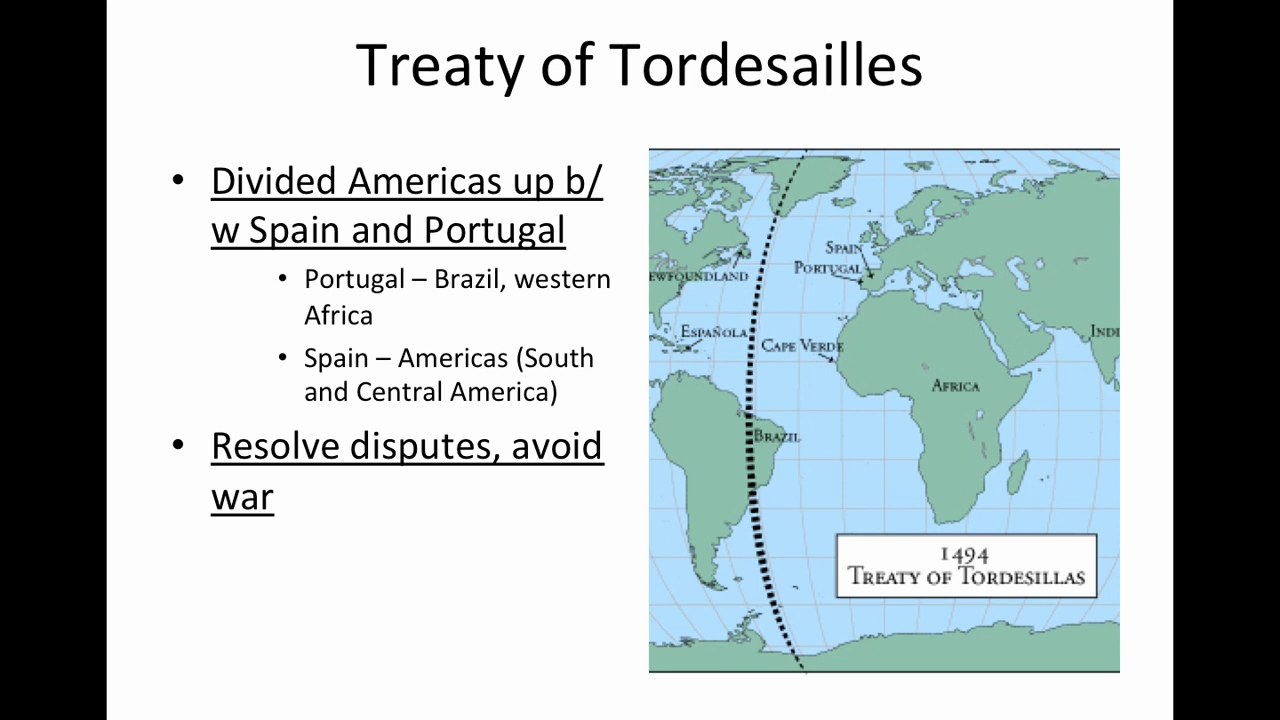 Treaty of Tordesailles
• Divided Americas up b/
w Spain and Portugal
• Portugal – Brazil, western
Africa
• Spain – Americas (South
and Central America)
• Resolve disputes, avoid
war
SPAIN
PORTUGAL
EWFOUNDLAND
ESPAÑOLA
CAPE VERDE
INDI
AFRICA
BRAZIL
1494
TREATY OF TORDESILLAS